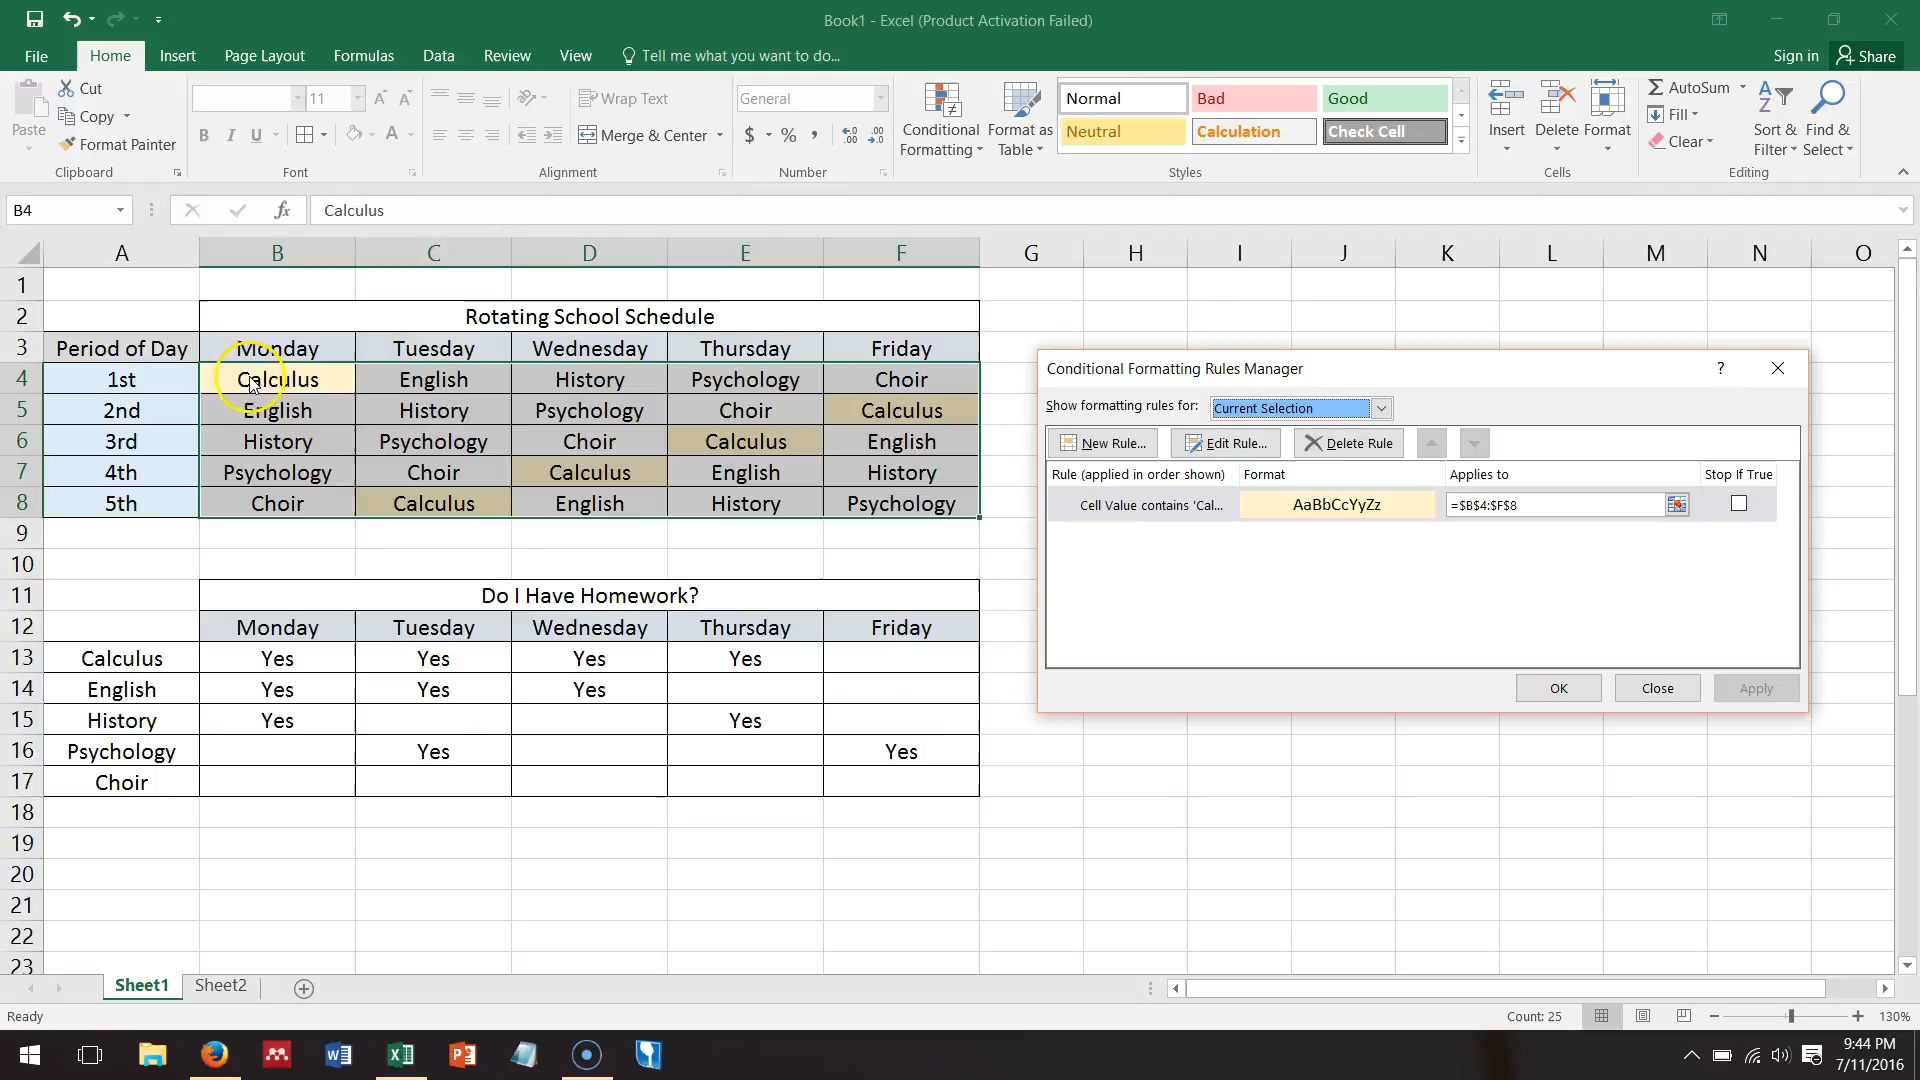 Book1 - Excel (Product Activation Failed)
File Home Insert Page Layout Formulas Data Review View Tell me what you want to do... Sign in Share
Paste Cut Copy Format Painter Clipboard
11 B I U A A A Font
Wrap Text Merge & Center Alignment
General $ % , Number
Conditional Formatting Format as Table
Normal Bad Good
Neutral Calculation Check Cell
Styles
Insert Delete Format Cells
AutoSum Fill Clear Sort & Filter Find & Select Editing
B4 fx Calculus
A B C D E F G H I J K L M N O
1
2 Rotating School Schedule
3 Period of Day Monday Tuesday Wednesday Thursday Friday
4 1st Calculus English History Psychology Choir
5 2nd English History Psychology Choir Calculus
6 3rd History Psychology Choir Calculus English
7 4th Psychology Choir Calculus English History
8 5th Choir Calculus English History Psychology
9
10
11 Do I Have Homework?
12 Monday Tuesday Wednesday Thursday Friday
13 Calculus Yes Yes Yes Yes
14 English Yes Yes Yes
15 History Yes Yes
16 Psychology Yes Yes
17 Choir
18
19
20
21
22
23
Conditional Formatting Rules Manager ?
Show formatting rules for: Current Selection
New Rule... Edit Rule... Delete Rule
Rule (applied in order shown) Format Applies to Stop If True
Cell Value contains 'Cal... AaBbCcYyZz =$B$4:$F$8
OK Close Apply
Sheet1 Sheet2
Ready Count: 25 130%
9:44 PM
7/11/2016